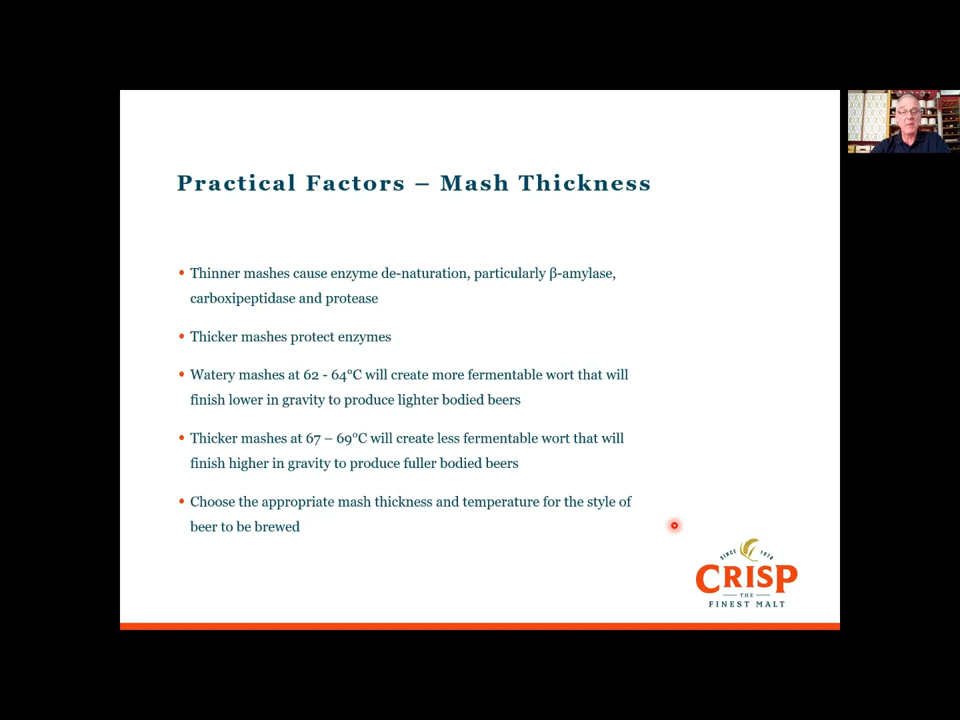 Practical Factors – Mash Thickness
• Thinner mashes cause enzyme de-naturation, particularly β-amylase,
carboxipeptidase and protease
• Thicker mashes protect enzymes
• Watery mashes at 62 - 64°C will create more fermentable wort that will
finish lower in gravity to produce lighter bodied beers
• Thicker mashes at 67 – 69°C will create less fermentable wort that will
finish higher in gravity to produce fuller bodied beers
• Choose the appropriate mash thickness and temperature for the style of
beer to be brewed
SINCE 1870
CRISP
THE
FINEST MALT